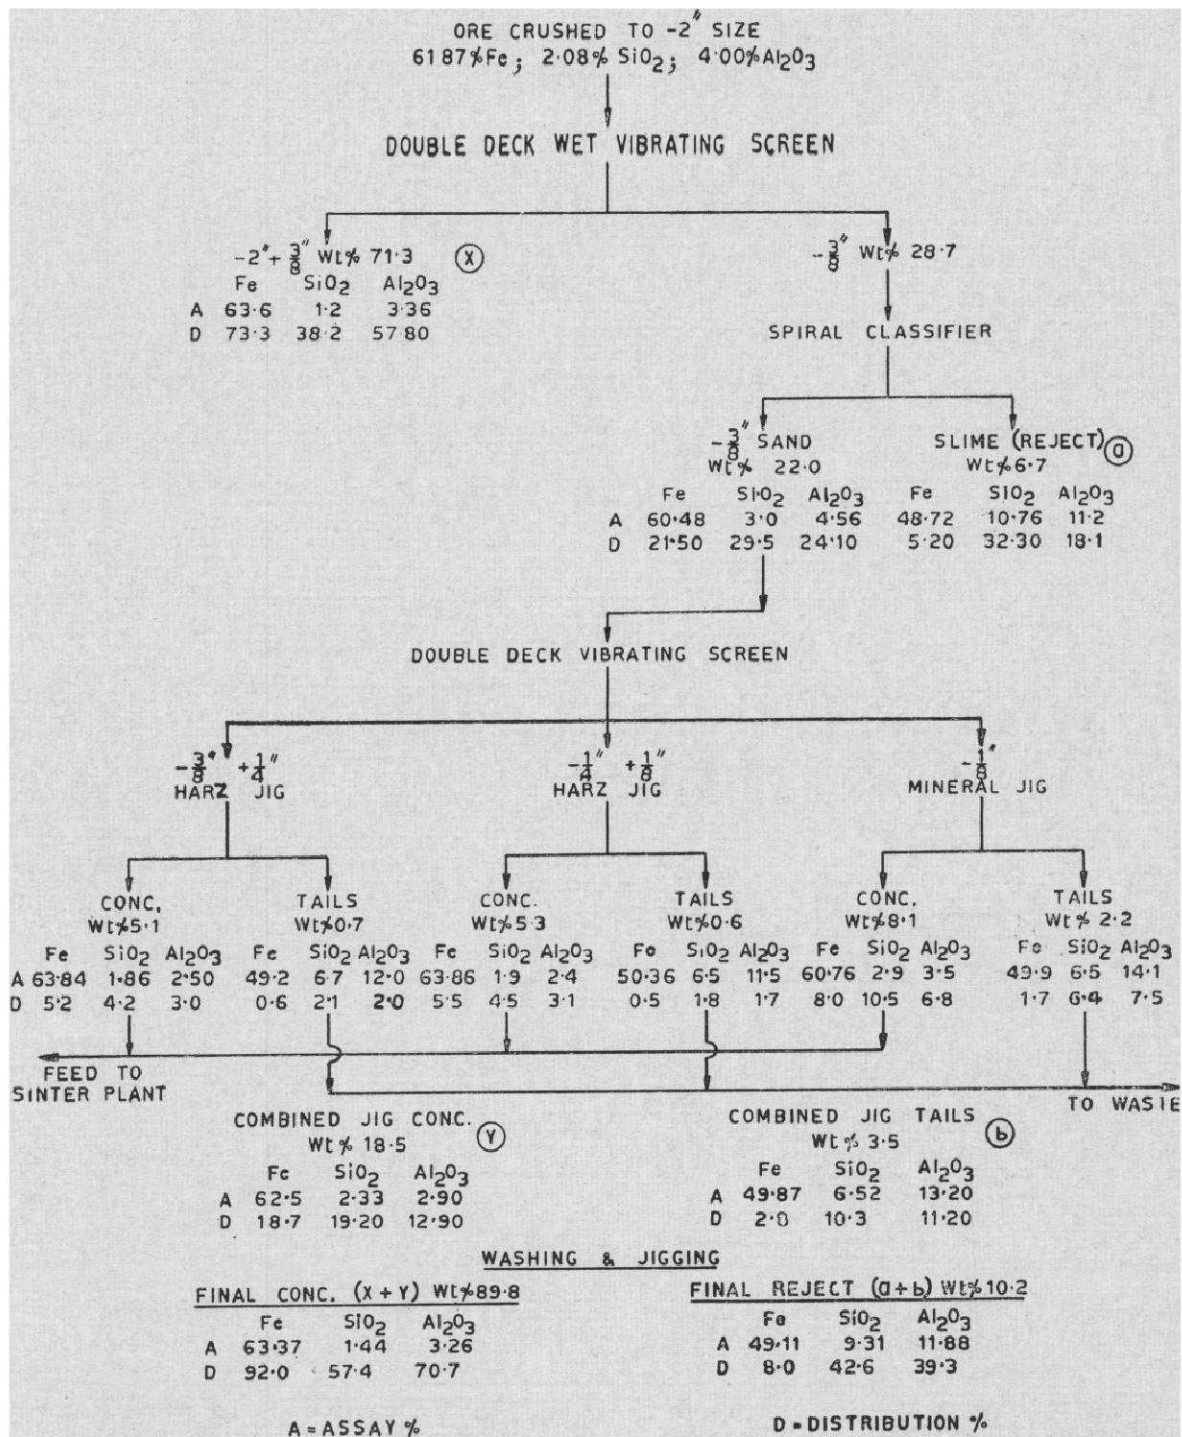 ORE CRUSHED TO -2" SIZE
61 87%Fe; 2.08% SiO2; 4.00%Al2O3
DOUBLE DECK WET VIBRATING SCREEN
-2" + 3/8" Wt% 71.3 (X)
Fe SiO2 Al2O3
A 63.6 1.2 3.36
D 73.3 38.2 57.80
-3/8" Wt% 28.7
SPIRAL CLASSIFIER
-3/8" SAND
Wt% 22.0
Fe SiO2 Al2O3
A 60.48 3.0 4.56
D 21.50 29.5 24.10
SLIME (REJECT) (a)
Wt% 6.7
Fe SiO2 Al2O3
48.72 10.76 11.2
5.20 32.30 18.1
DOUBLE DECK VIBRATING SCREEN
-3/8" +1/4"
HARZ JIG
-1/4" +1/8"
HARZ JIG
-1/8"
MINERAL JIG
CONC.
Wt%5.1
Fe SiO2 Al2O3
A 63.84 1.86 2.50
D 5.2 4.2 3.0
TAILS
Wt%0.7
Fe SiO2 Al2O3
49.2 6.7 12.0
0.6 2.1 2.0
CONC.
Wt%5.3
Fe SiO2 Al2O3
63.86 1.9 2.4
5.5 4.5 3.1
TAILS
Wt%0.6
Fe SiO2 Al2O3
50.36 6.5 11.5
0.5 1.8 1.7
CONC.
Wt%8.1
Fe SiO2 Al2O3
60.76 2.9 3.5
8.0 10.5 6.8
TAILS
Wt% 2.2
Fe SiO2 Al2O3
49.9 6.5 14.1
1.7 6.4 7.5
FEED TO
SINTER PLANT
TO WASTE
COMBINED JIG CONC. (Y)
Wt% 18.5
Fe SiO2 Al2O3
A 62.5 2.33 2.90
D 18.7 19.20 12.90
COMBINED JIG TAILS (b)
Wt% 3.5
Fe SiO2 Al2O3
A 49.87 6.52 13.20
D 2.0 10.3 11.20
WASHING & JIGGING
FINAL CONC. (X+Y) Wt%89.8
Fe SiO2 Al2O3
A 63.37 1.44 3.26
D 92.0 57.4 70.7
FINAL REJECT (a+b) Wt%10.2
Fe SiO2 Al2O3
A 49.11 9.31 11.88
D 8.0 42.6 39.3
A = ASSAY %
D = DISTRIBUTION %